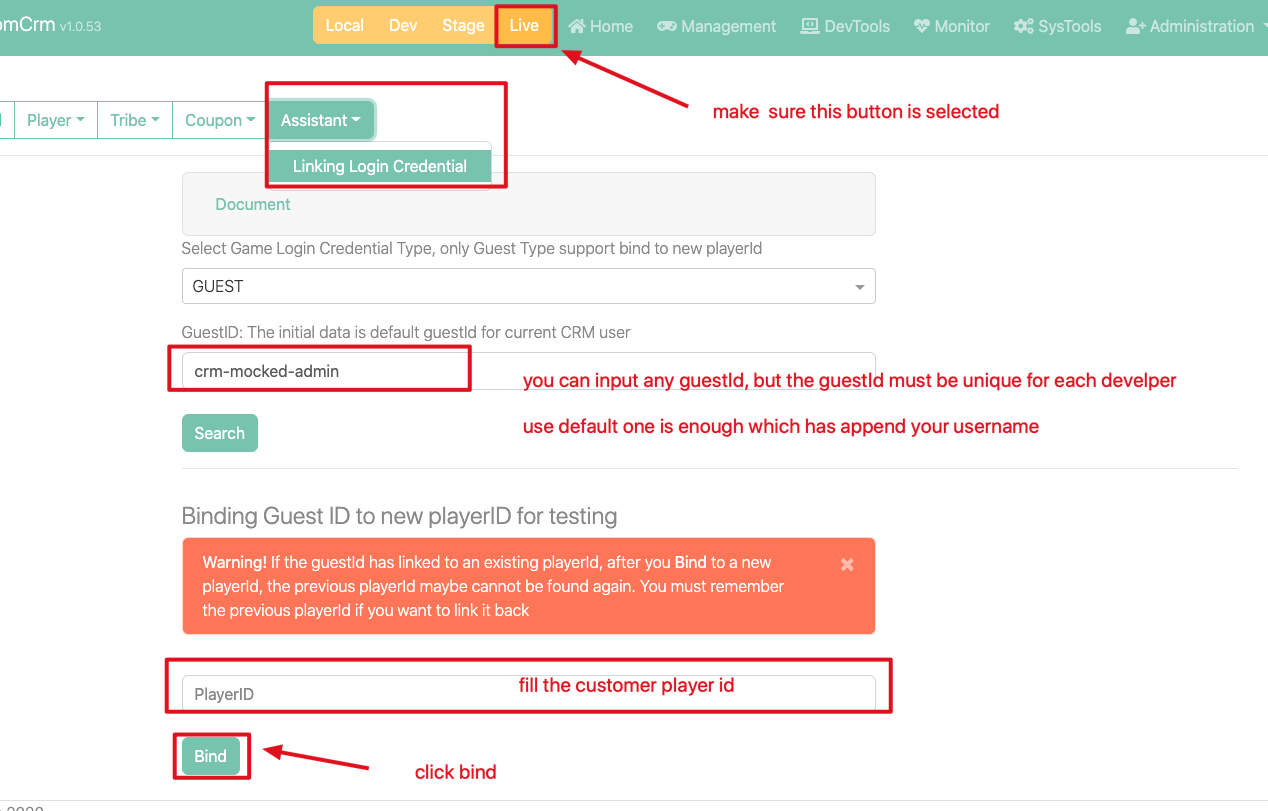 omCrm v1.0.53
Local Dev Stage Live Home Management DevTools Monitor SysTools Administration
make sure this button is selected
Player Tribe Coupon Assistant
Linking Login Credential
Document
Select Game Login Credential Type, only Guest Type support bind to new playerId
GUEST
GuestID: The initial data is default guestId for current CRM user
crm-mocked-admin
you can input any guestId, but the guestId must be unique for each develper
use default one is enough which has append your username
Search
Binding Guest ID to new playerID for testing
Warning! If the guestId has linked to an existing playerId, after you Bind to a new
playerId, the previous playerId maybe cannot be found again. You must remember
the previous playerId if you want to link it back
PlayerID
fill the customer player id
Bind
click bind